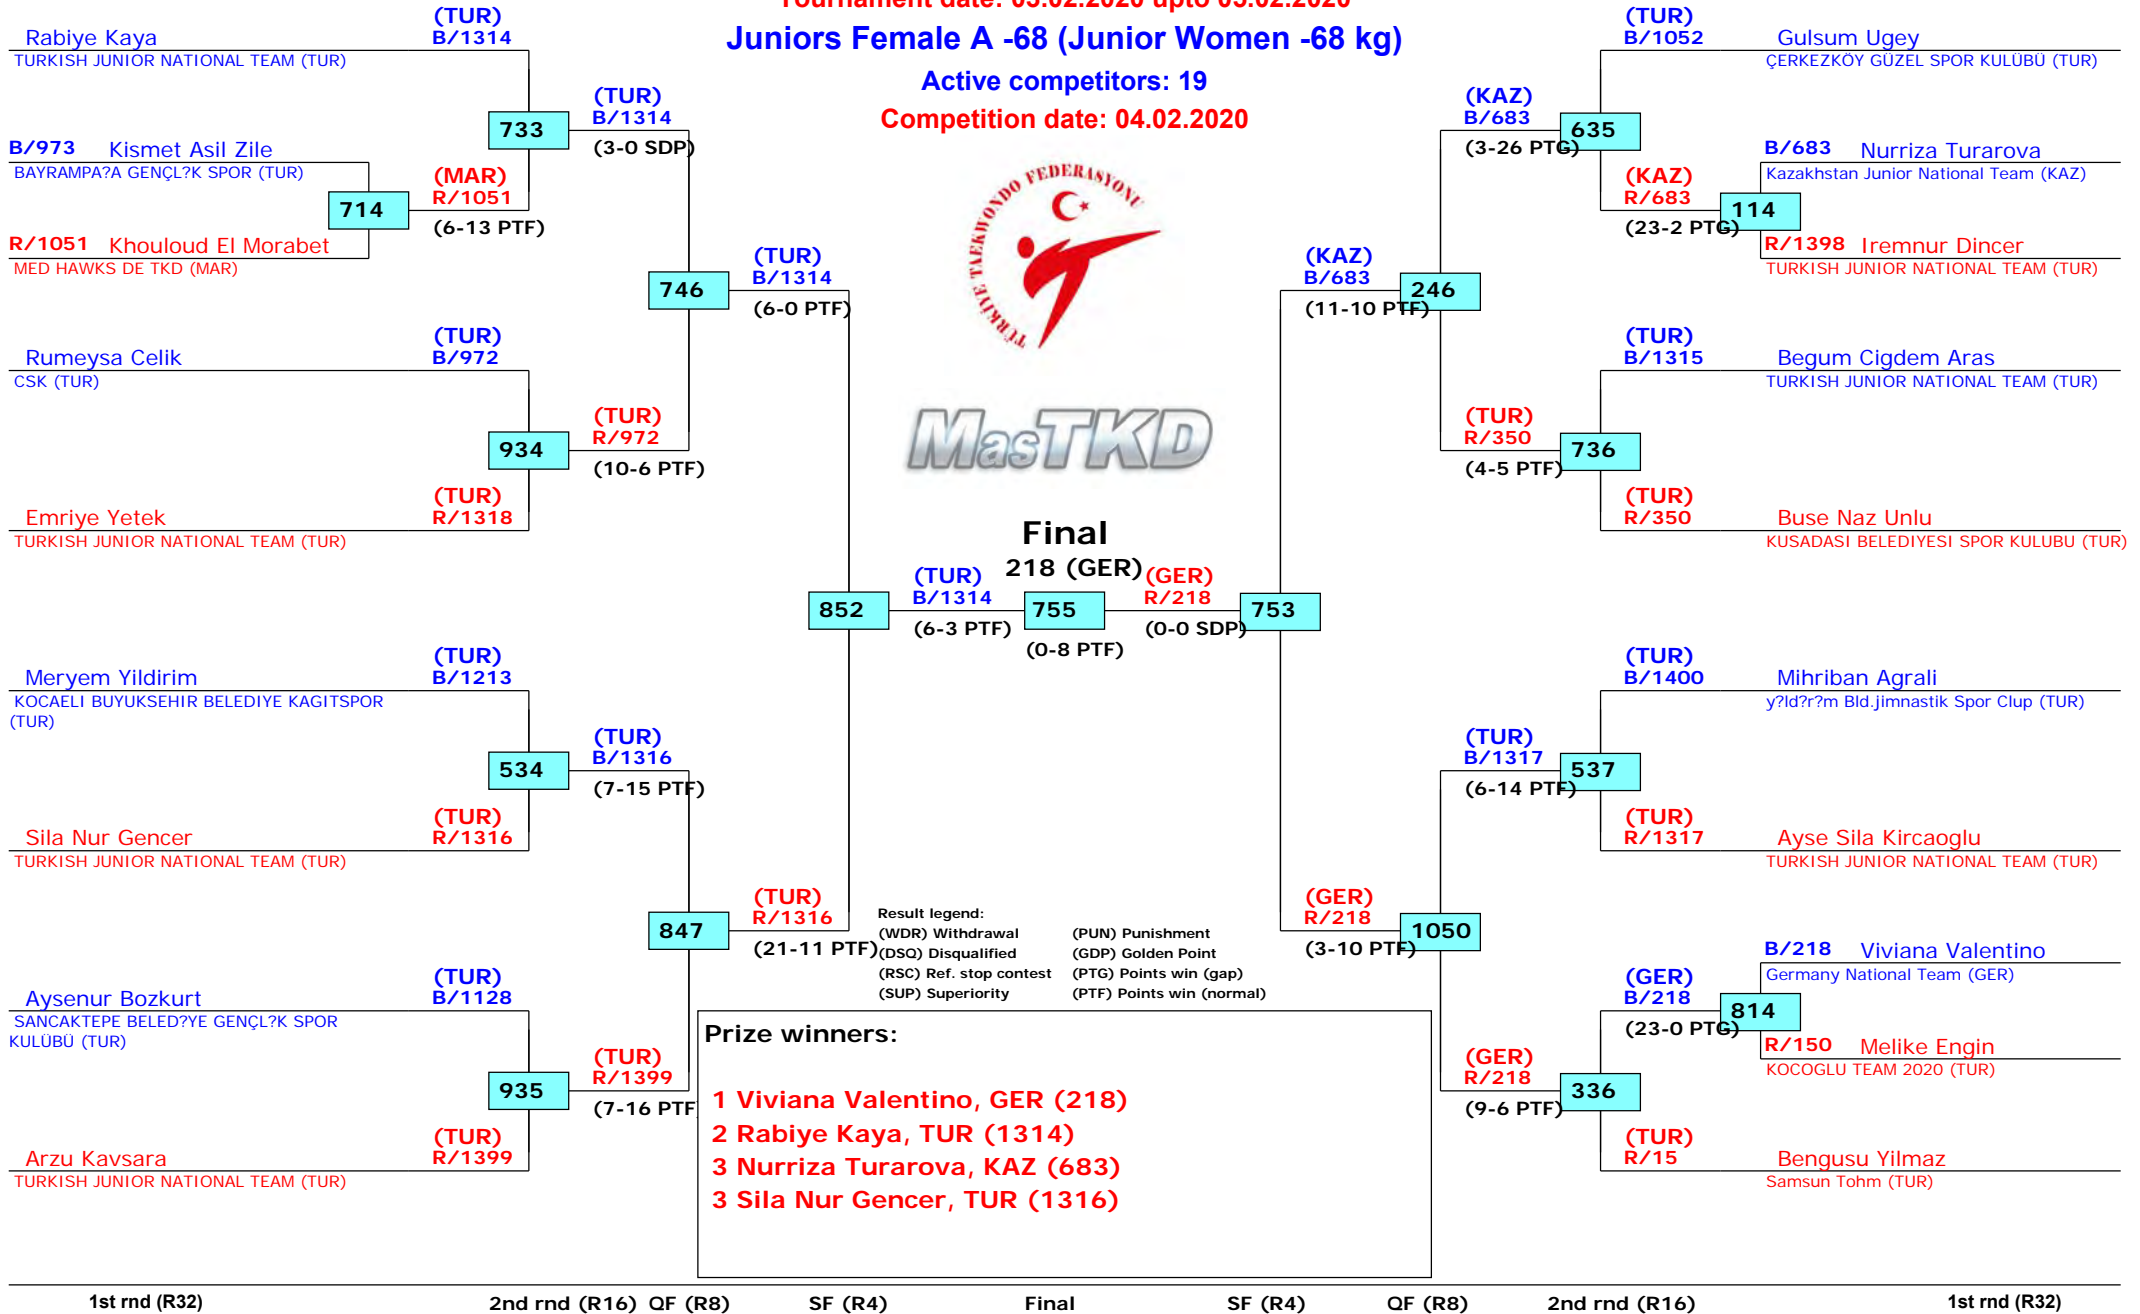 Tournament date: 03.02.2020 upto 05.02.2020
Juniors Female A -68 (Junior Women -68 kg)
Active competitors: 19
Competition date: 04.02.2020
Rabiye Kaya
(TUR)
B/1314
TURKISH JUNIOR NATIONAL TEAM (TUR)
733
(TUR)
B/1314
(3-0 SDP)
B/973 Kismet Asil Zile
BAYRAMPA?A GENÇL?K SPOR (TUR)
714
(MAR)
R/1051
(6-13 PTF)
R/1051 Khouloud El Morabet
MED HAWKS DE TKD (MAR)
746
(TUR)
B/1314
(6-0 PTF)
Rumeysa Celik
(TUR)
B/972
CSK (TUR)
934
(TUR)
R/972
(10-6 PTF)
Emriye Yetek
(TUR)
R/1318
TURKISH JUNIOR NATIONAL TEAM (TUR)
852
(TUR)
B/1314
(6-3 PTF)
Meryem Yildirim
(TUR)
B/1213
KOCAELI BUYUKSEHIR BELEDIYE KAGITSPOR
(TUR)
534
(TUR)
B/1316
(7-15 PTF)
Sila Nur Gencer
(TUR)
R/1316
TURKISH JUNIOR NATIONAL TEAM (TUR)
847
(TUR)
R/1316
(21-11 PTF)
Aysenur Bozkurt
(TUR)
B/1128
SANCAKTEPE BELED?YE GENÇL?K SPOR
KULÜBÜ (TUR)
935
(TUR)
R/1399
(7-16 PTF)
Arzu Kavsara
(TUR)
R/1399
TURKISH JUNIOR NATIONAL TEAM (TUR)
TÜRKİYE TAEKWONDO FEDERASYONU
MasTKD
Final
218 (GER)
755
(0-8 PTF)
(GER)
R/218
(0-0 SDP)
753
(TUR)
B/1052
Gulsum Ugey
ÇERKEZKÖY GÜZEL SPOR KULÜBÜ (TUR)
(KAZ)
B/683
(3-26 PTG)
635
B/683 Nurriza Turarova
Kazakhstan Junior National Team (KAZ)
(KAZ)
R/683
(23-2 PTG)
114
R/1398 Iremnur Dincer
TURKISH JUNIOR NATIONAL TEAM (TUR)
(KAZ)
B/683
(11-10 PTF)
246
(TUR)
B/1315
Begum Cigdem Aras
TURKISH JUNIOR NATIONAL TEAM (TUR)
(TUR)
R/350
(4-5 PTF)
736
(TUR)
R/350
Buse Naz Unlu
KUSADASI BELEDIYESI SPOR KULUBU (TUR)
(TUR)
B/1400
Mihriban Agrali
y?ld?r?m Bld.jimnastik Spor Clup (TUR)
(TUR)
B/1317
(6-14 PTF)
537
(TUR)
R/1317
Ayse Sila Kircaoglu
TURKISH JUNIOR NATIONAL TEAM (TUR)
(GER)
R/218
(3-10 PTF)
1050
B/218 Viviana Valentino
Germany National Team (GER)
(GER)
B/218
(23-0 PTG)
814
R/150 Melike Engin
KOCOGLU TEAM 2020 (TUR)
(GER)
R/218
(9-6 PTF)
336
(TUR)
R/15
Bengusu Yilmaz
Samsun Tohm (TUR)
Result legend:
(WDR) Withdrawal (PUN) Punishment
(DSQ) Disqualified (GDP) Golden Point
(RSC) Ref. stop contest (PTG) Points win (gap)
(SUP) Superiority (PTF) Points win (normal)
Prize winners:
1 Viviana Valentino, GER (218)
2 Rabiye Kaya, TUR (1314)
3 Nurriza Turarova, KAZ (683)
3 Sila Nur Gencer, TUR (1316)
1st rnd (R32) 2nd rnd (R16) QF (R8) SF (R4) Final SF (R4) QF (R8) 2nd rnd (R16) 1st rnd (R32)